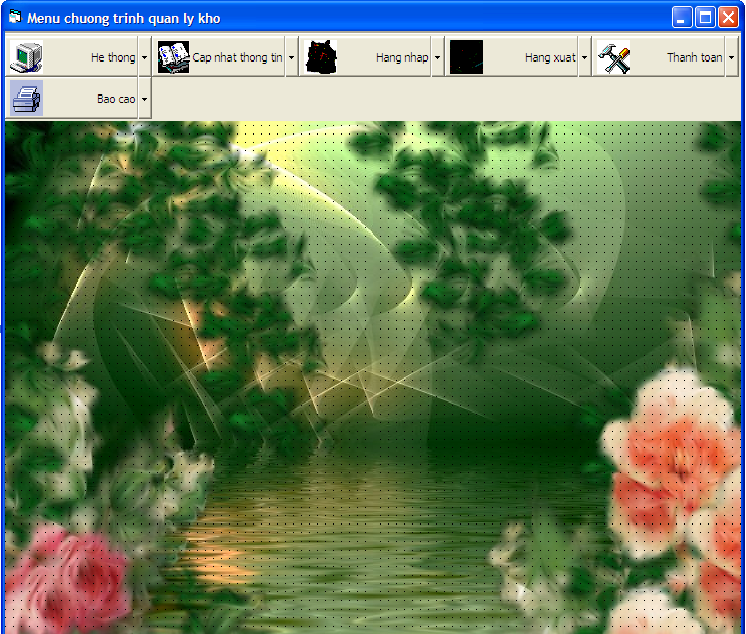 Menu chuong trinh quan ly kho
He thong
Cap nhat thong tin
Hang nhap
Hang xuat
Thanh toan
Bao cao